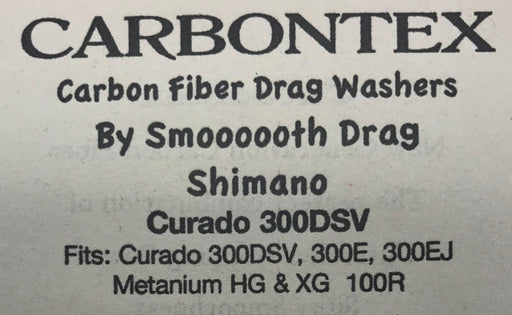 CARBONTEX
Carbon Fiber Drag Washers
By Smoooooth Drag
Shimano
Curado 300DSV
Fits: Curado 300DSV, 300E, 300EJ
Metanium HG & XG 100R